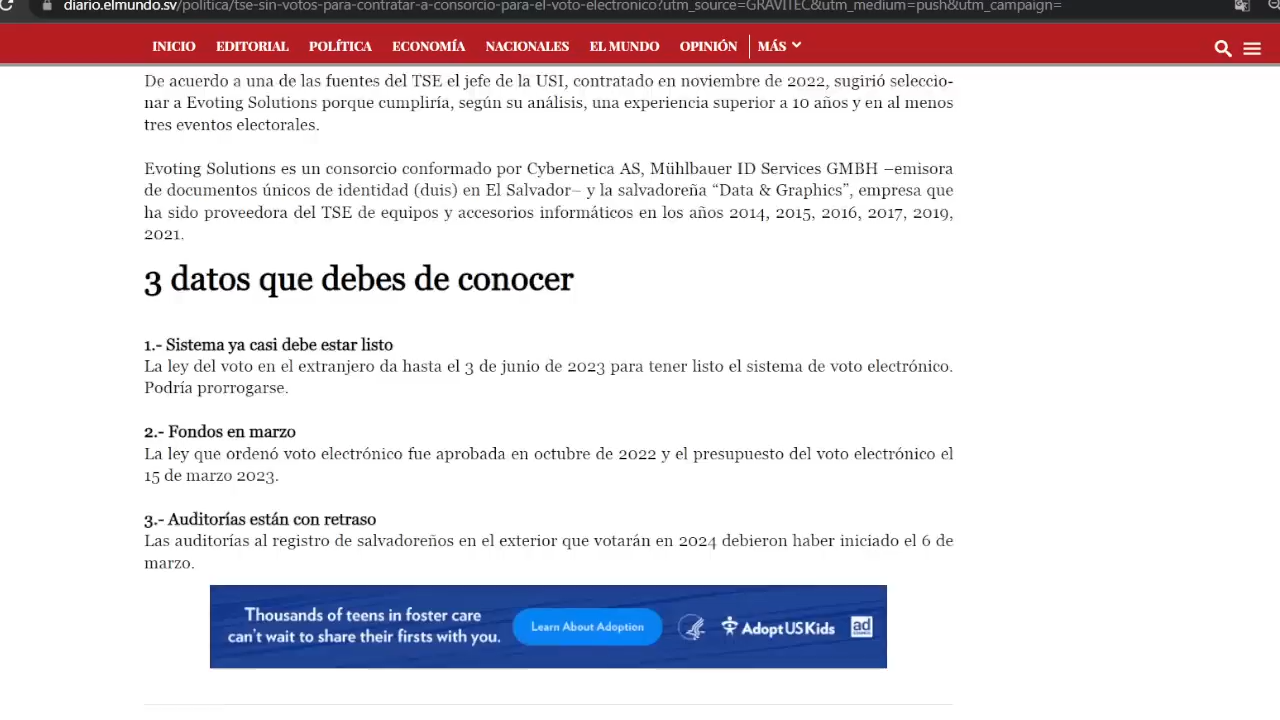 diario.elmundo.sv/politica/tse-sin-votos-para-contratar-a-consorcio-para-el-voto-electronico?utm_source=GRAVITEC&utm_medium=push&utm_campaign=
INICIO EDITORIAL POLÍTICA ECONOMÍA NACIONALES EL MUNDO OPINIÓN MÁS
De acuerdo a una de las fuentes del TSE el jefe de la USI, contratado en noviembre de 2022, sugirió seleccio-
nar a Evoting Solutions porque cumpliría, según su análisis, una experiencia superior a 10 años y en al menos
tres eventos electorales.
Evoting Solutions es un consorcio conformado por Cybernetica AS, Mühlbauer ID Services GMBH –emisora
de documentos únicos de identidad (duis) en El Salvador– y la salvadoreña “Data & Graphics”, empresa que
ha sido proveedora del TSE de equipos y accesorios informáticos en los años 2014, 2015, 2016, 2017, 2019,
2021.
3 datos que debes de conocer
1.- Sistema ya casi debe estar listo
La ley del voto en el extranjero da hasta el 3 de junio de 2023 para tener listo el sistema de voto electrónico.
Podría prorrogarse.
2.- Fondos en marzo
La ley que ordenó voto electrónico fue aprobada en octubre de 2022 y el presupuesto del voto electrónico el
15 de marzo 2023.
3.- Auditorías están con retraso
Las auditorías al registro de salvadoreños en el exterior que votarán en 2024 debieron haber iniciado el 6 de
marzo.
Thousands of teens in foster care
can't wait to share their firsts with you.
Learn About Adoption
AdoptUSKids
ad